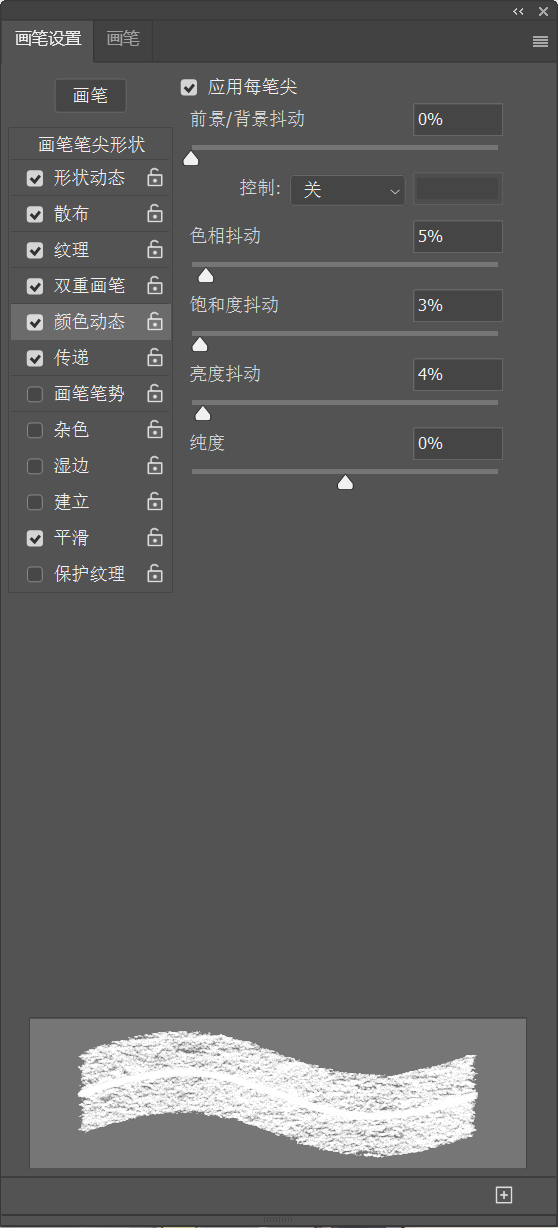 画笔设置 画笔
画笔
画笔笔尖形状
形状动态
散布
纹理
双重画笔
颜色动态
传递
画笔笔势
杂色
湿边
建立
平滑
保护纹理
应用每笔尖
前景/背景抖动 0%
控制: 关
色相抖动 5%
饱和度抖动 3%
亮度抖动 4%
纯度 0%